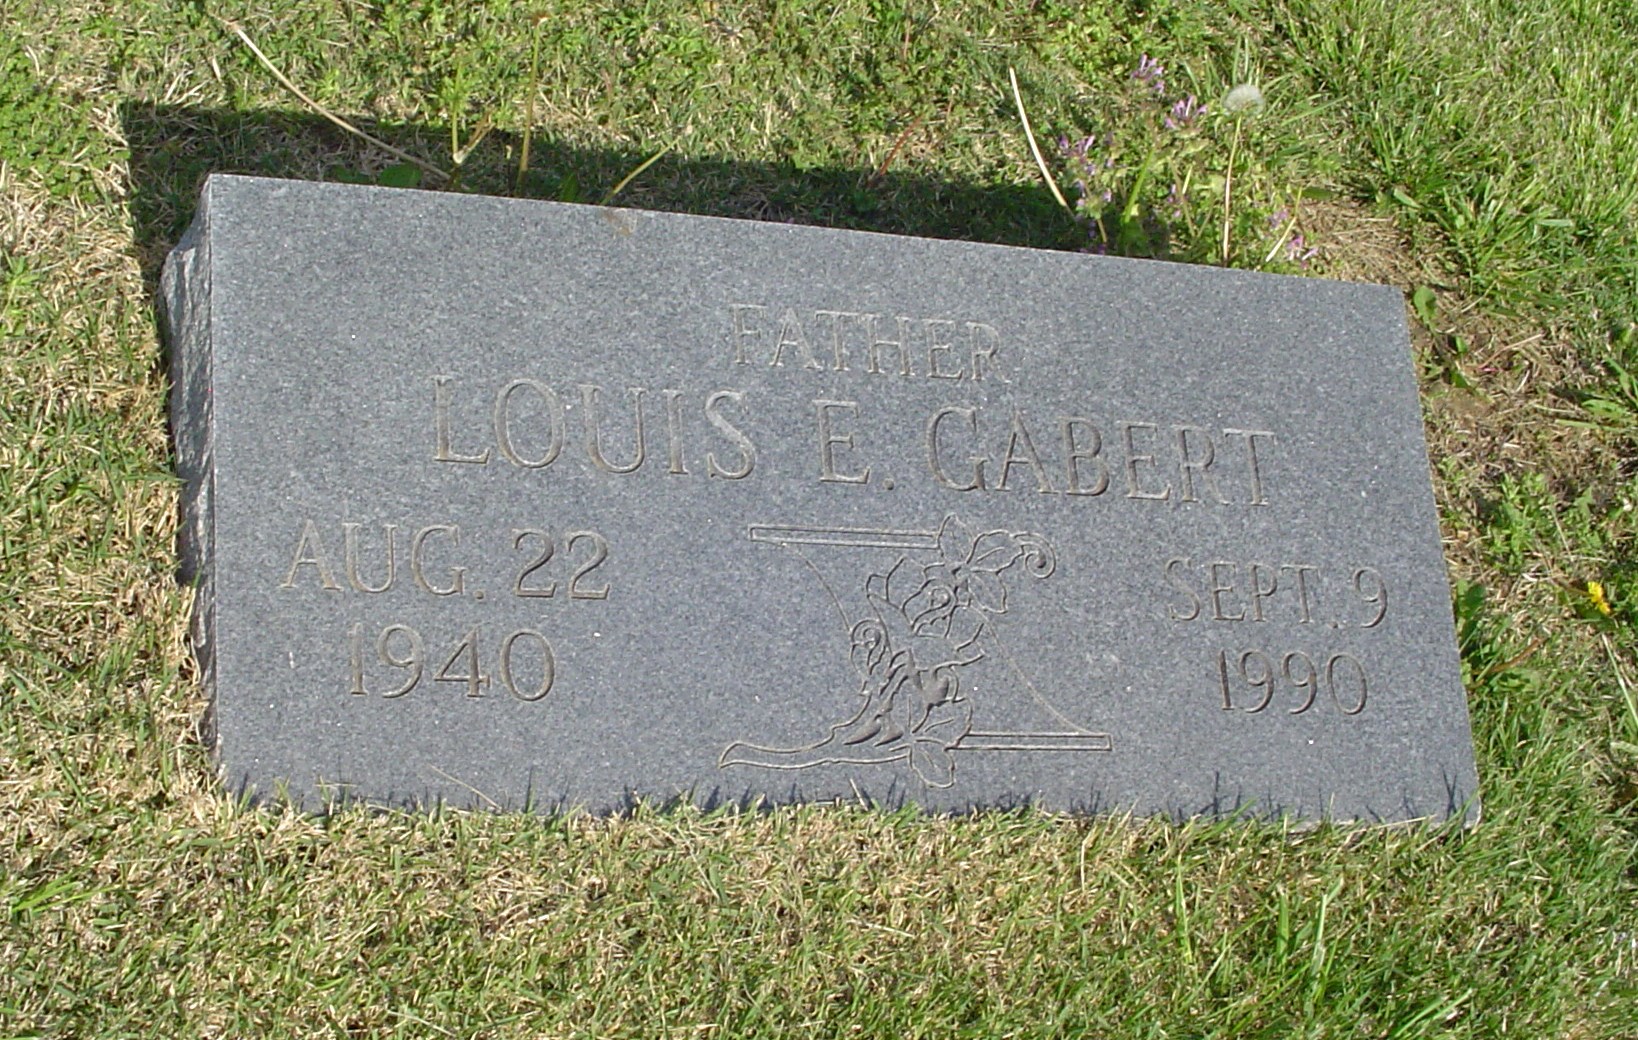 FATHER
LOUIS E. GABERT
AUG. 22 SEPT. 9
1940 1990